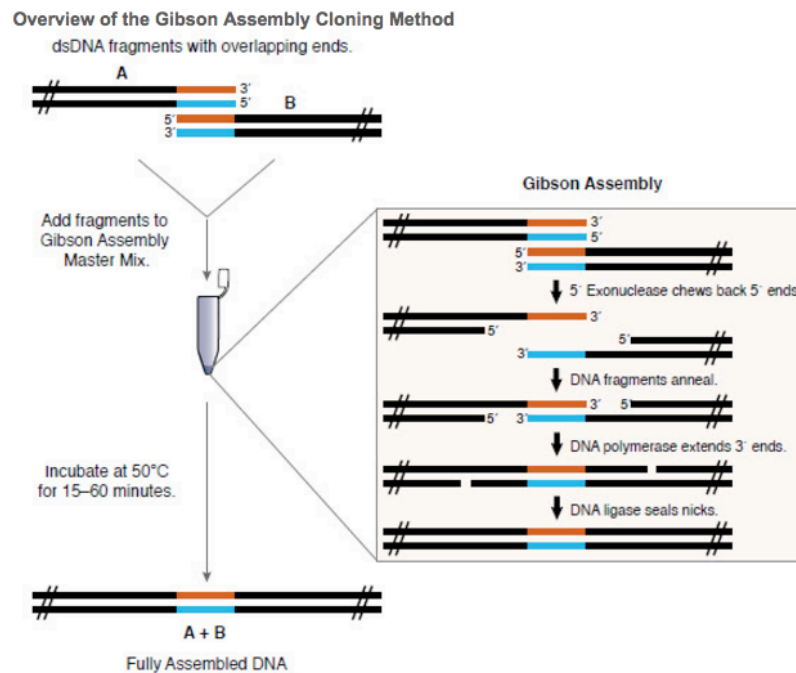 Overview of the Gibson Assembly Cloning Method
dsDNA fragments with overlapping ends.
A
3´
5´
B
5´
3´
Add fragments to
Gibson Assembly
Master Mix.
Incubate at 50°C
for 15–60 minutes.
A + B
Fully Assembled DNA
Gibson Assembly
3´
5´
5´
3´
5´ Exonuclease chews back 5´ ends
3´
5´
5´
3´
DNA fragments anneal.
3´ 5´
5´ 3´
DNA polymerase extends 3´ ends.
DNA ligase seals nicks.